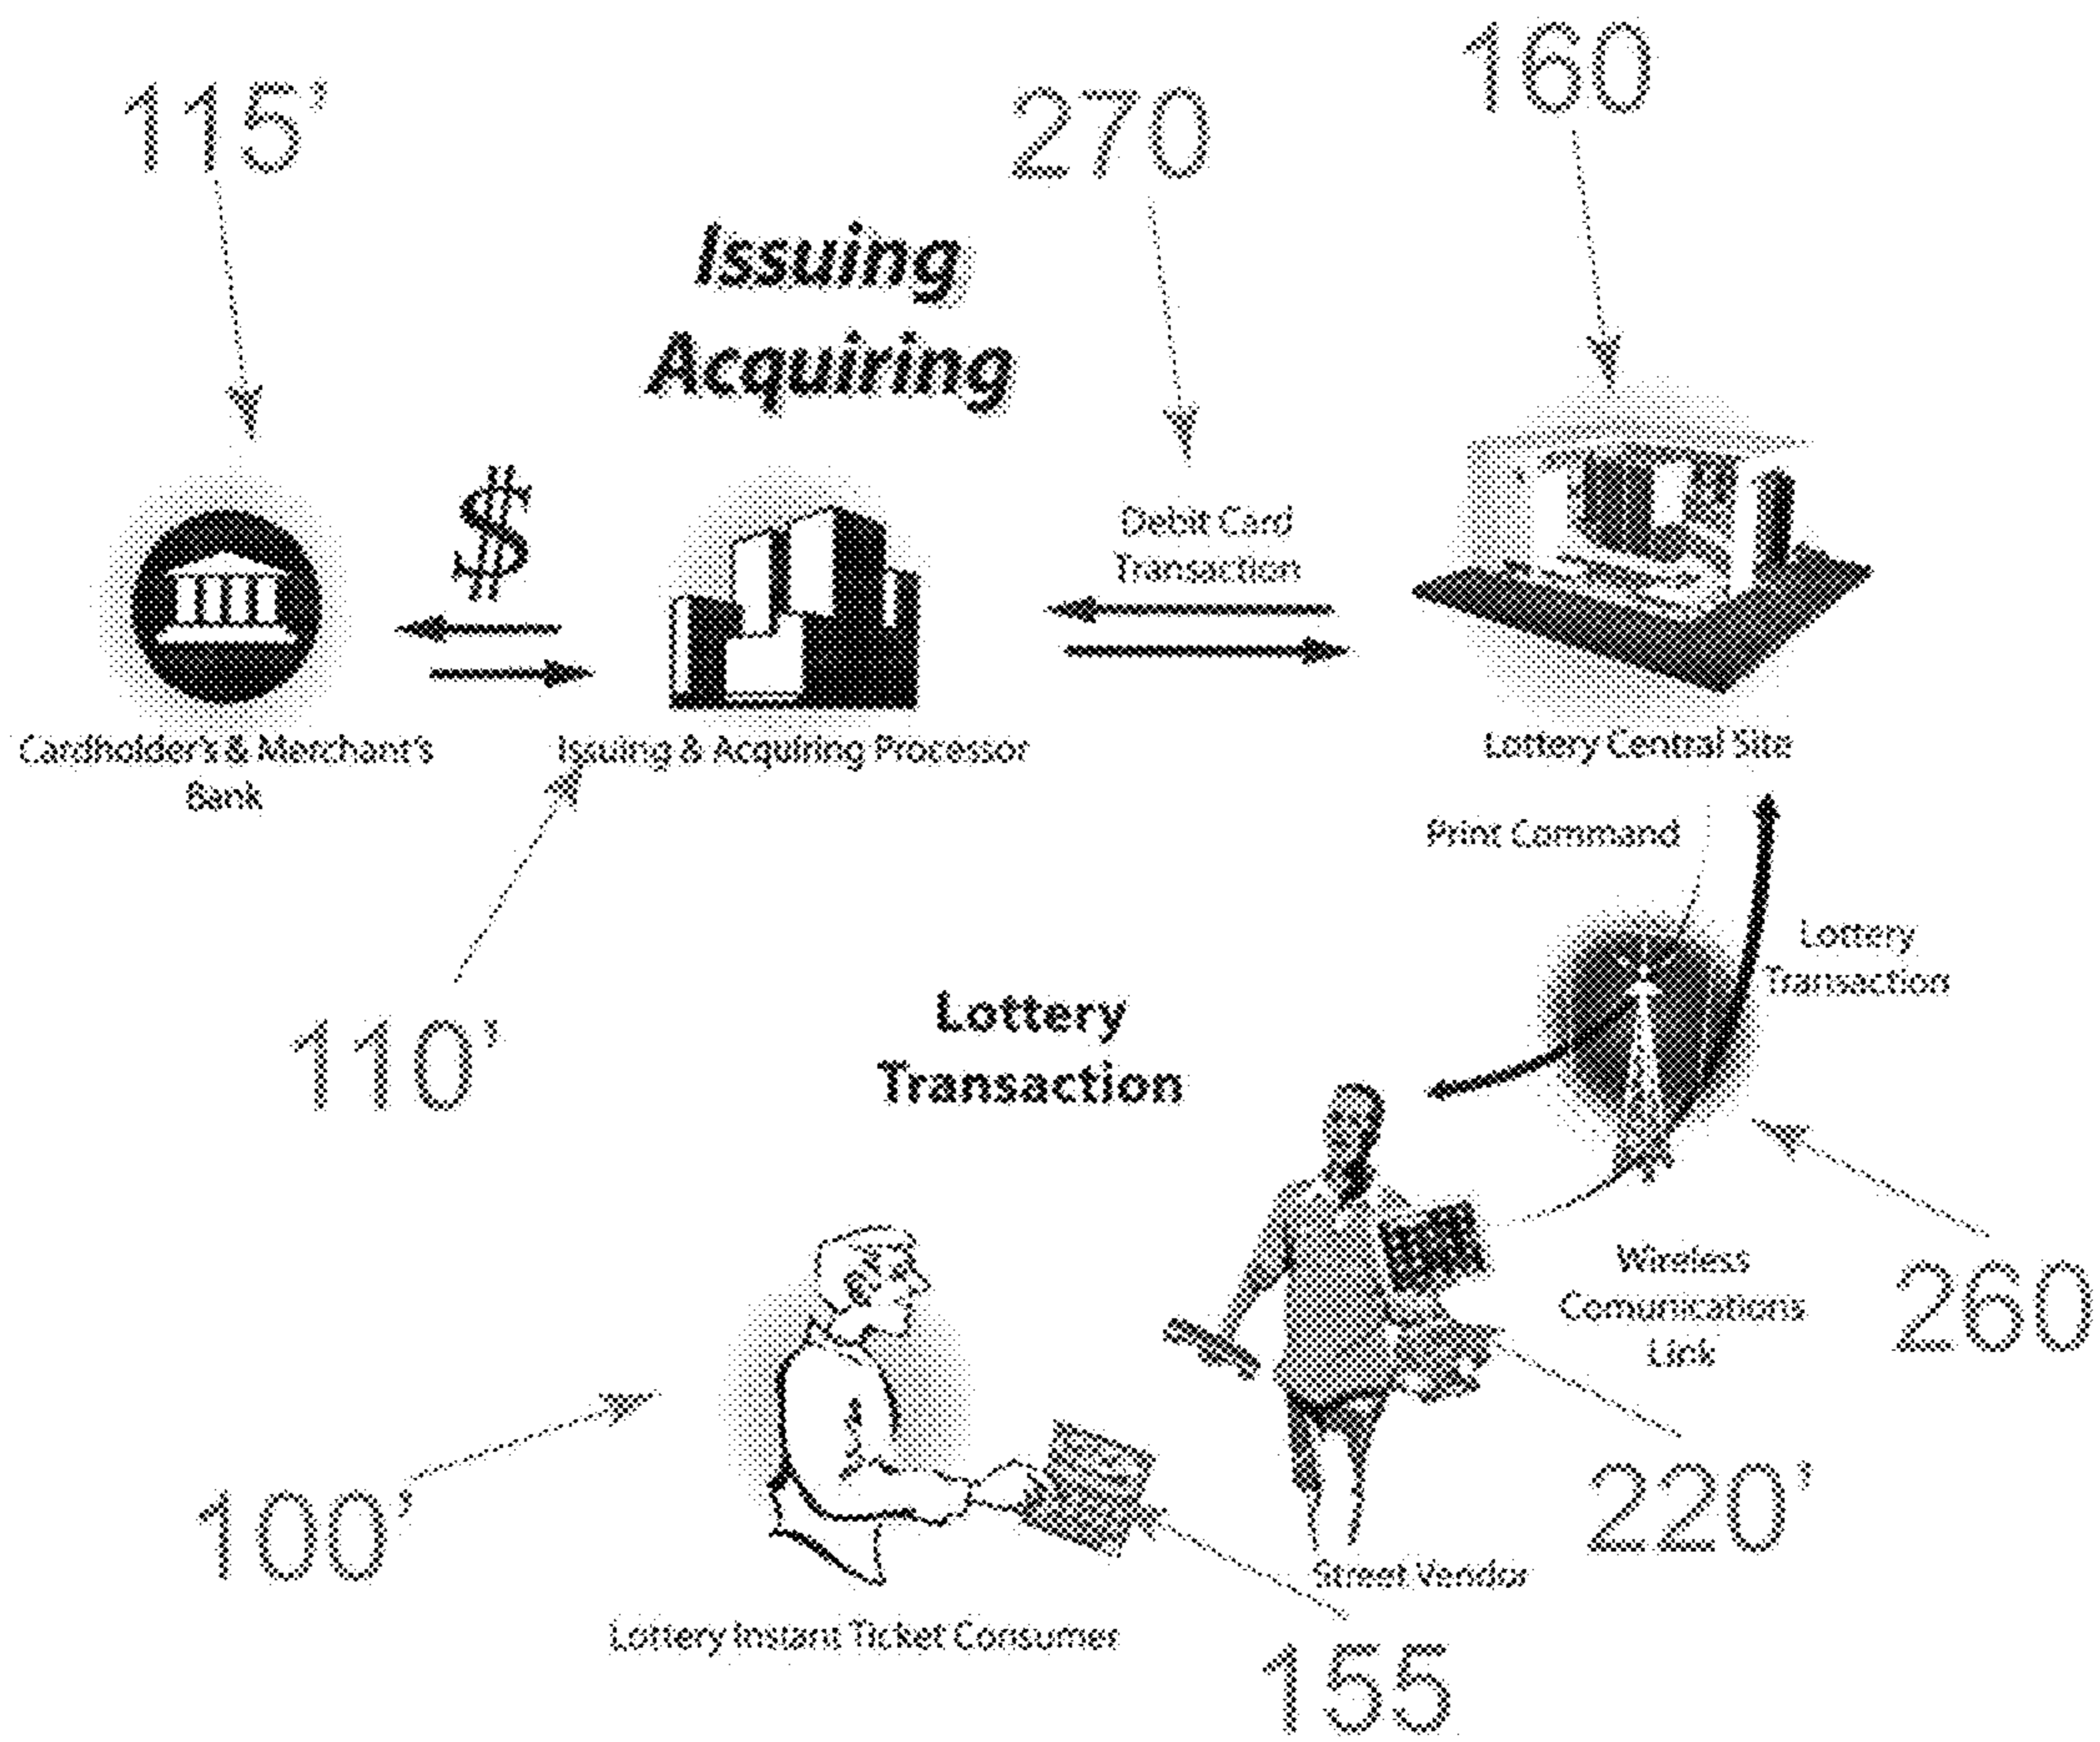 160
115’
270
Issuing
Acquiring
$
Debit Card
Transaction
Cardholder's & Merchant's
Bank
Issuing & Acquiring Processor
Lottery Central Site
Print Command
Lottery
Transaction
Lottery
Transaction
110’
Wireless
Comunications
Link
260
220’
100’
Street Vendor
Lottery Instant Ticket Consumer
155